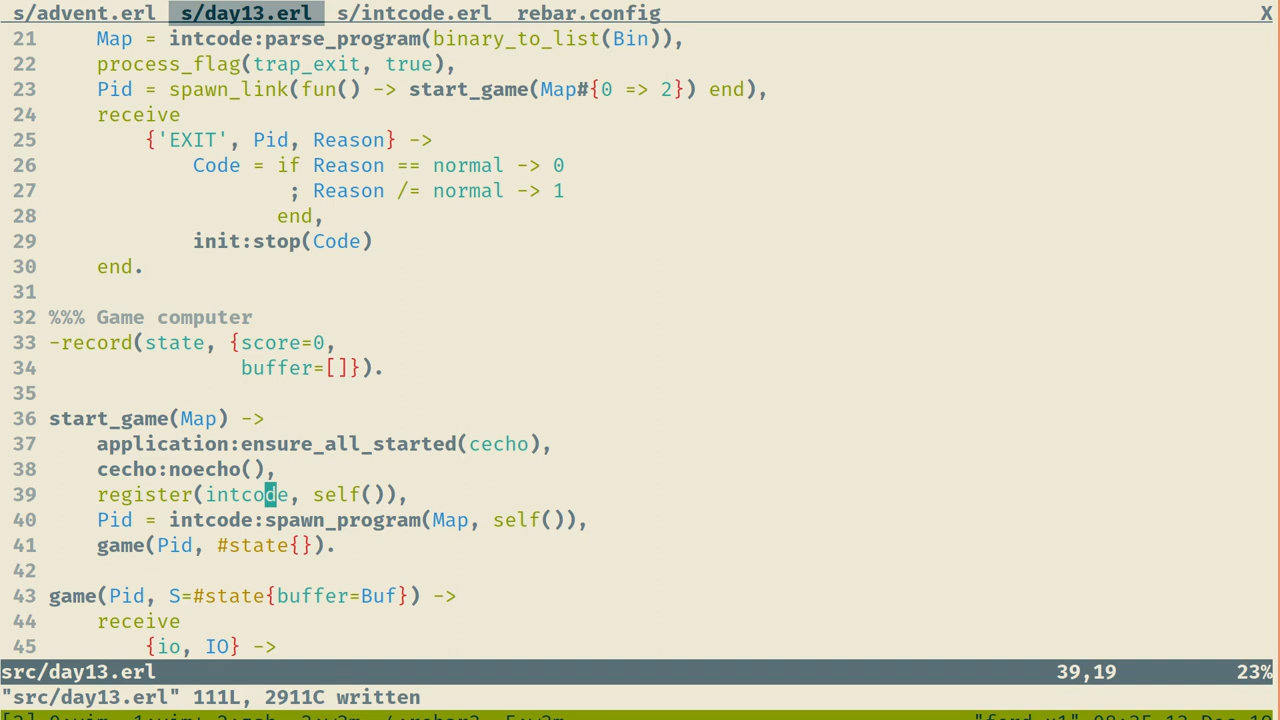 s/advent.erl s/day13.erl s/intcode.erl rebar.config X
21     Map = intcode:parse_program(binary_to_list(Bin)),
22     process_flag(trap_exit, true),
23     Pid = spawn_link(fun() -> start_game(Map#{0 => 2}) end),
24     receive
25         {'EXIT', Pid, Reason} ->
26             Code = if Reason == normal -> 0
27                     ; Reason /= normal -> 1
28                    end,
29             init:stop(Code)
30     end.
31
32 %%% Game computer
33 -record(state, {score=0,
34                 buffer=[]}).
35
36 start_game(Map) ->
37     application:ensure_all_started(cecho),
38     cecho:noecho(),
39     register(intcode, self()),
40     Pid = intcode:spawn_program(Map, self()),
41     game(Pid, #state{}).
42
43 game(Pid, S=#state{buffer=Buf}) ->
44     receive
45         {io, IO} ->
src/day13.erl 39,19 23%
"src/day13.erl" 111L, 2911C written